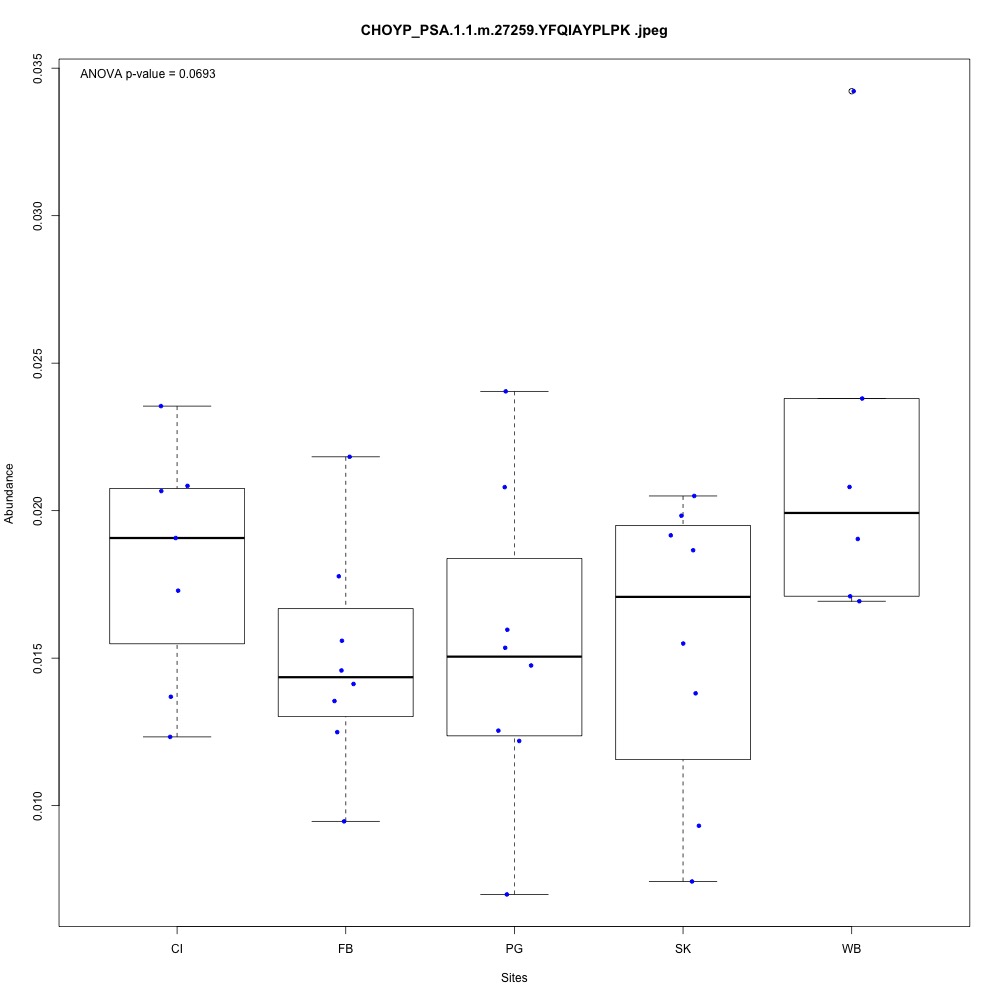 CHOYP_PSA.1.1.m.27259.YFQIAYPLPK .jpeg
ANOVA p-value = 0.0693
0.035
0.030
0.025
0.020
0.015
0.010
Abundance
CI FB PG SK WB
Sites